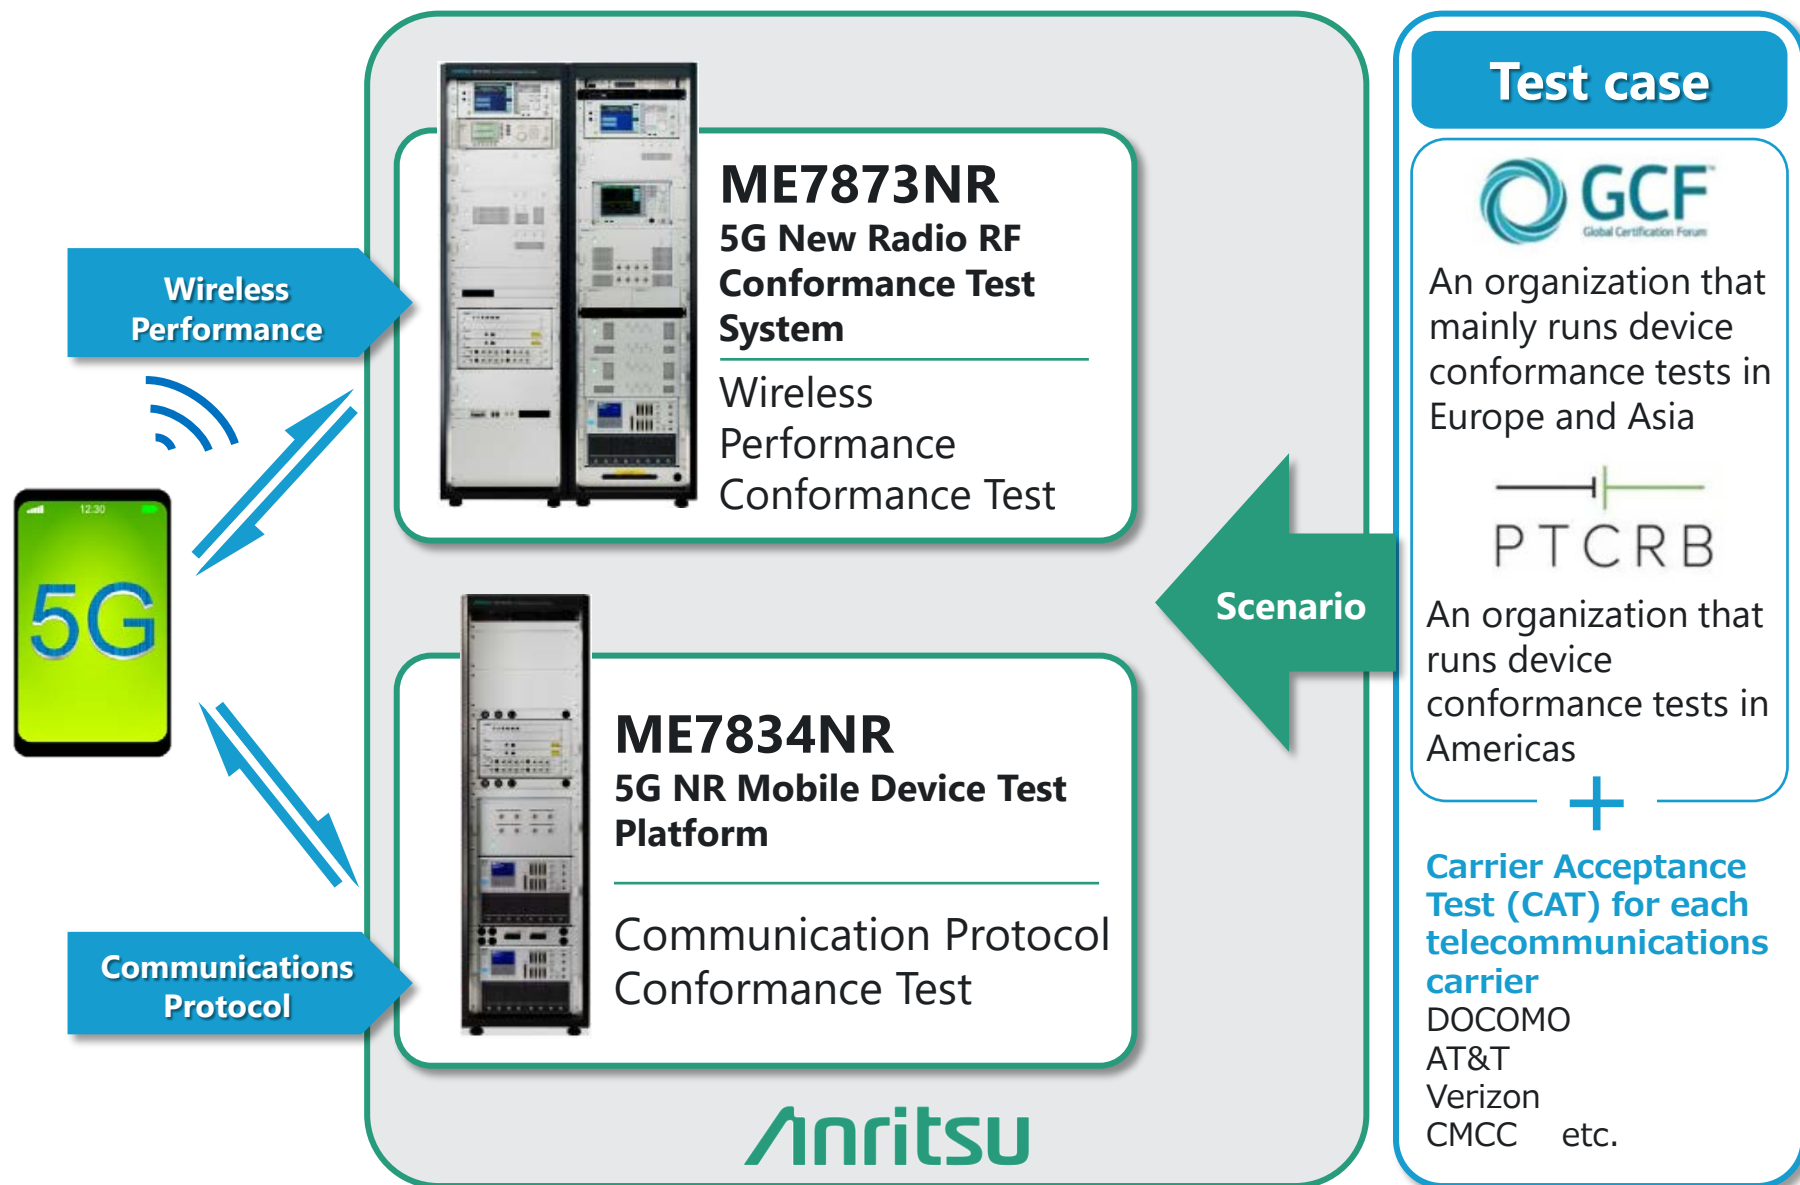 Wireless
Performance
12:30
5G
Communications
Protocol
ME7873NR
5G New Radio RF
Conformance Test
System
Wireless
Performance
Conformance Test
ME7834NR
5G NR Mobile Device Test
Platform
Communication Protocol
Conformance Test
Anritsu
Scenario
Test case
GCF™
Global Certification Forum
An organization that
mainly runs device
conformance tests in
Europe and Asia
PTCRB
An organization that
runs device
conformance tests in
Americas
+
Carrier Acceptance
Test (CAT) for each
telecommunications
carrier
DOCOMO
AT&T
Verizon
CMCC etc.